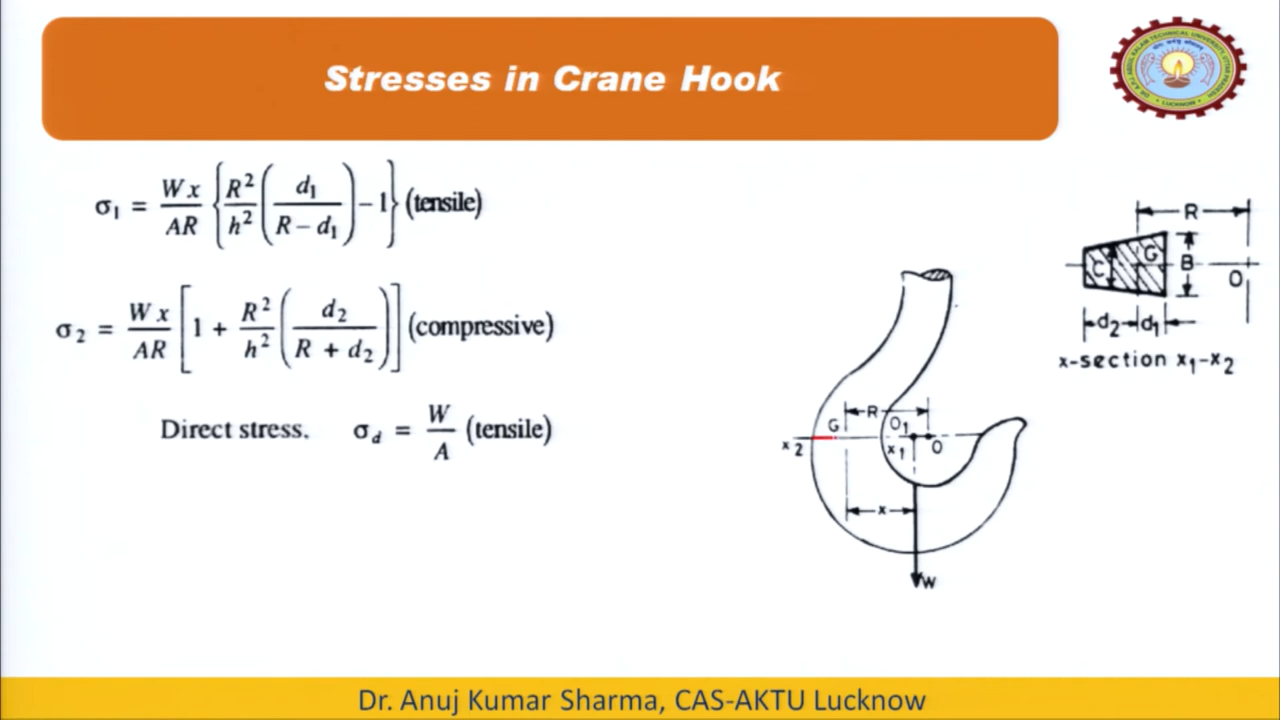 Stresses in Crane Hook
σ₁ = Wx/AR {R²/h² (d₁/(R − d₁)) − 1} (tensile)
σ₂ = Wx/AR [1 + R²/h² (d₂/(R + d₂))] (compressive)
Direct stress. σ_d = W/A (tensile)
R
G
C
B
O
d₂ d₁
x-section x₁-x₂
R
G
O₁
x₂
x₁
O
x
W
LUCKNOW
Dr. Anuj Kumar Sharma, CAS-AKTU Lucknow